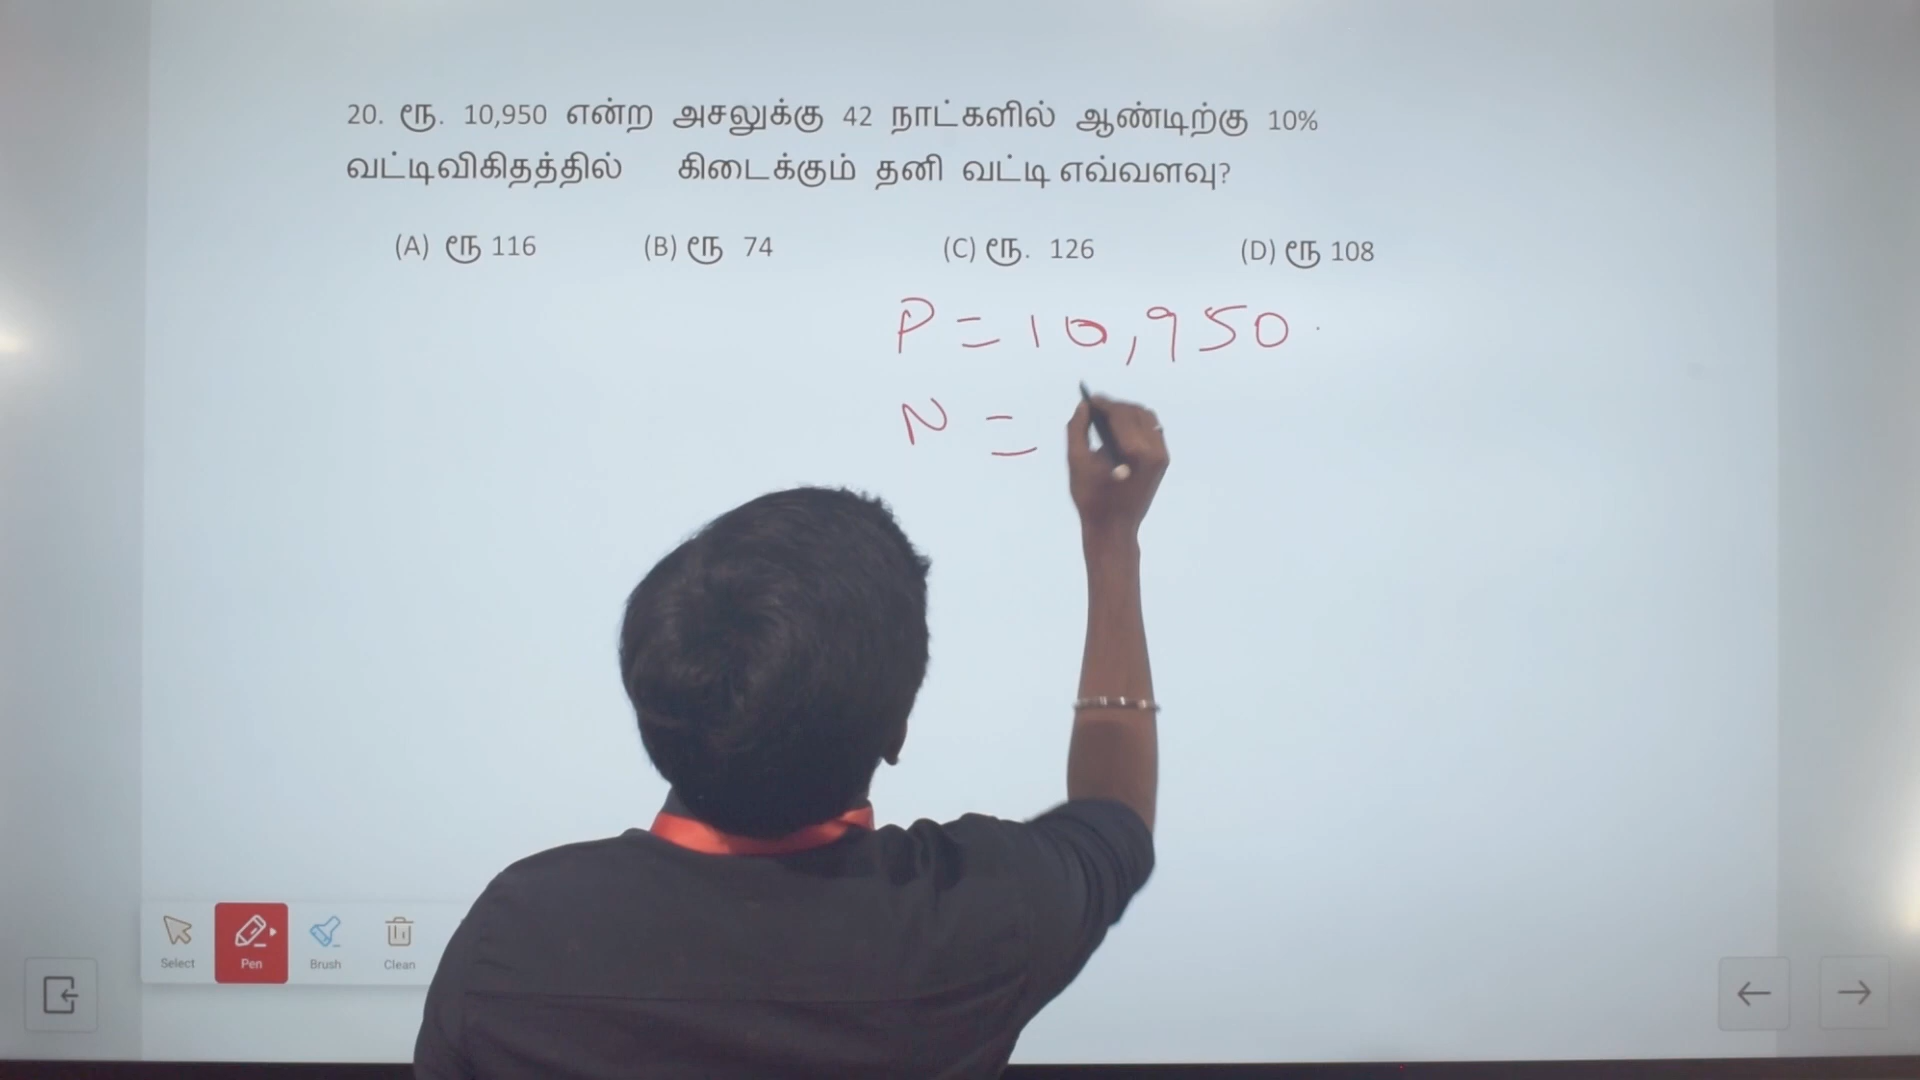 20. ரூ. 10,950 என்ற அசலுக்கு 42 நாட்களில் ஆண்டிற்கு 10%
வட்டிவிகிதத்தில் கிடைக்கும் தனி வட்டி எவ்வளவு?
(A) ரூ 116 (B) ரூ 74 (C) ரூ. 126 (D) ரூ 108
P = 10,950
N =
Select Pen Brush Clean